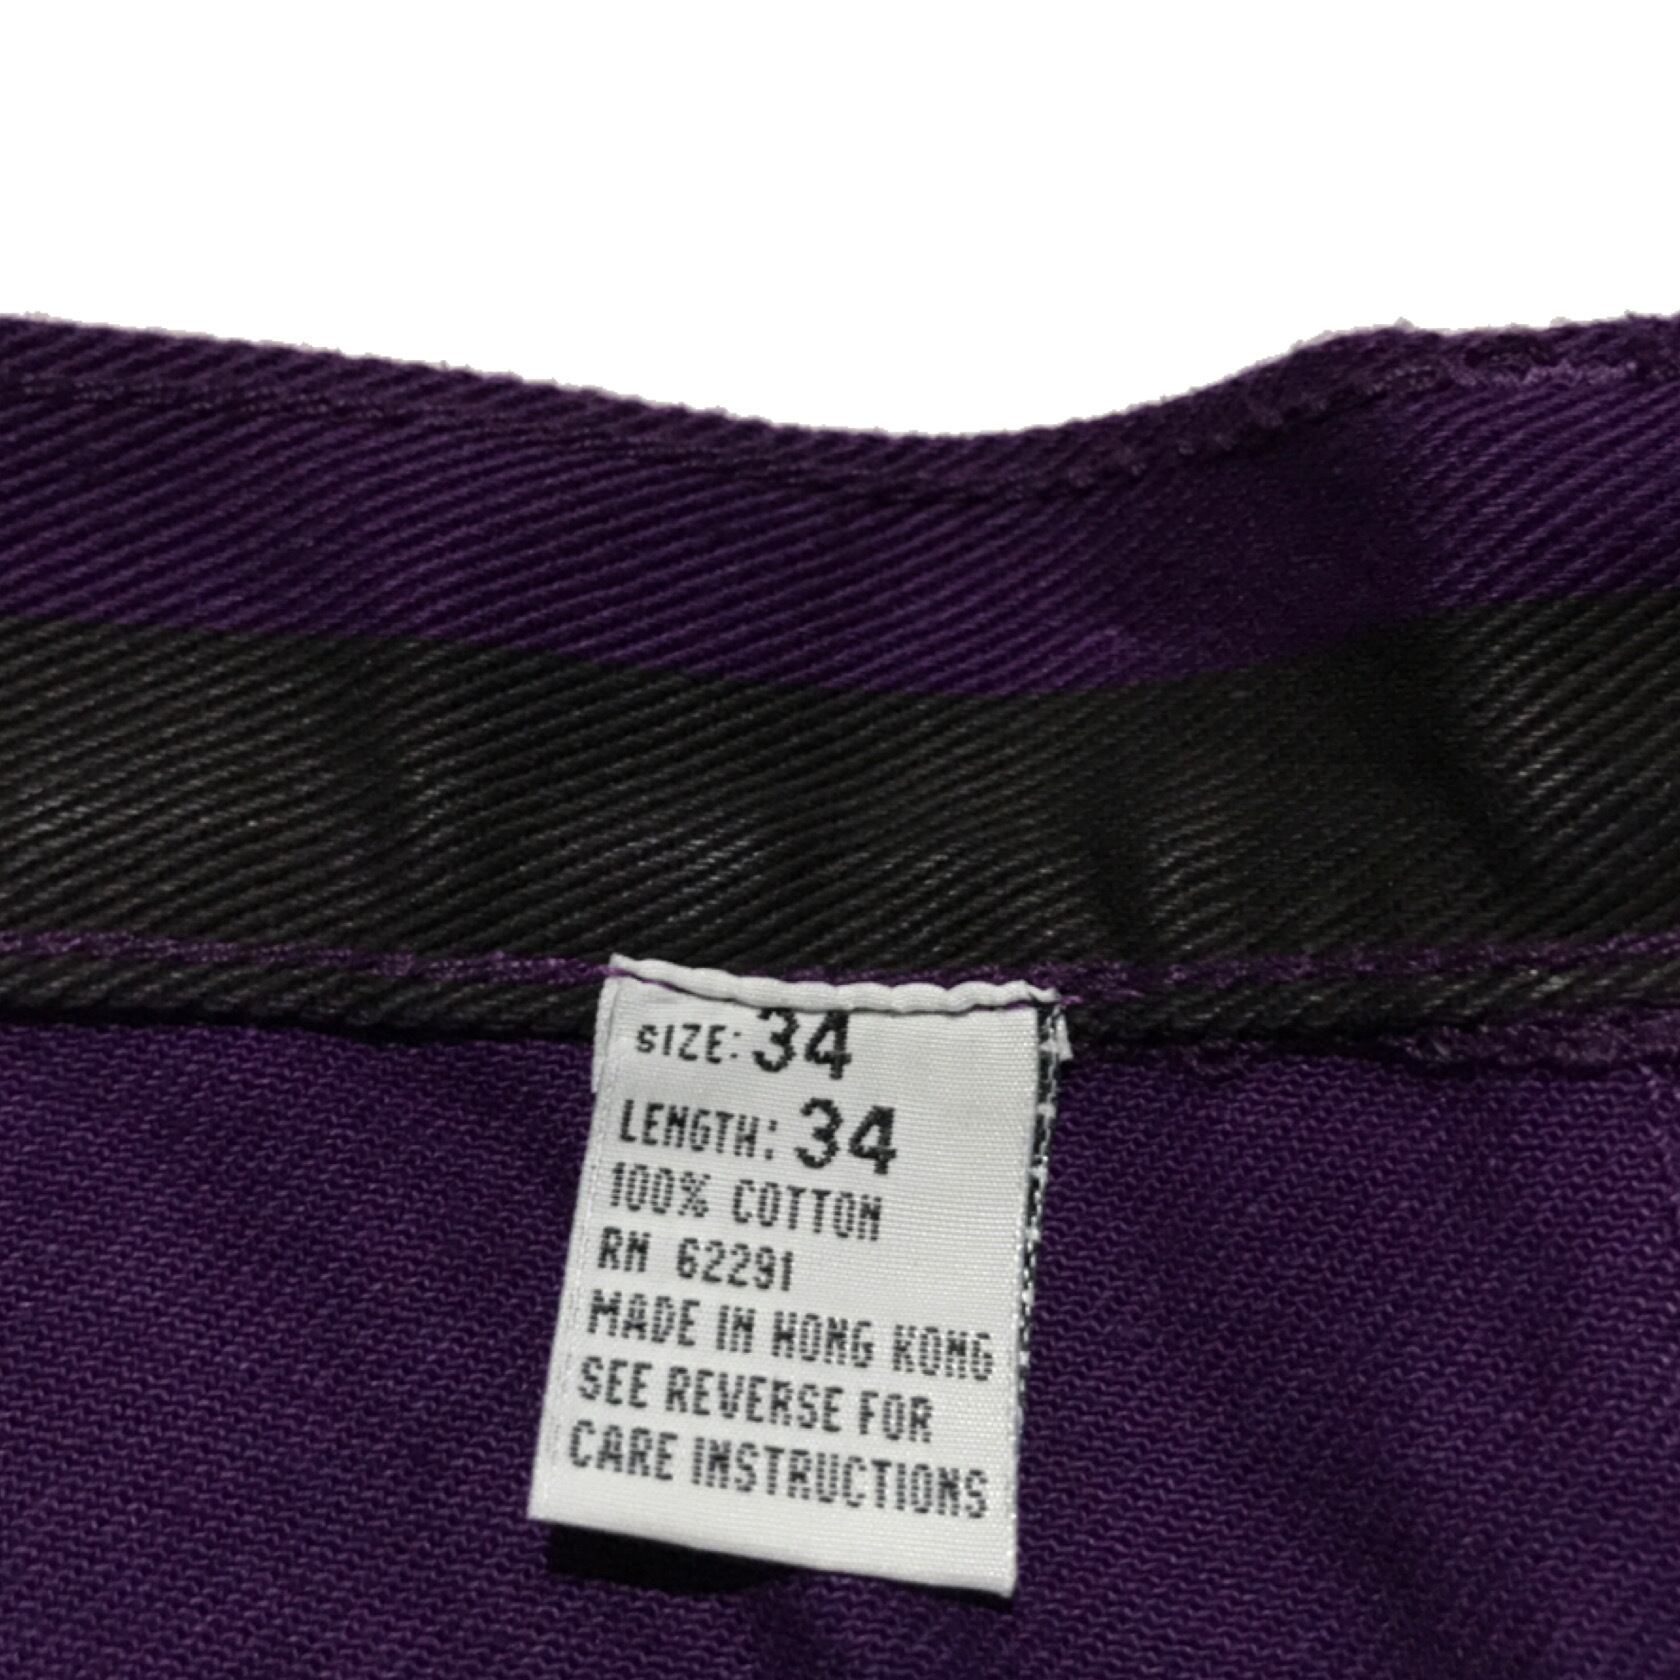 SIZE: 34
LENGTH: 34
100% COTTON
RN 62291
MADE IN HONG KONG
SEE REVERSE FOR
CARE INSTRUCTIONS